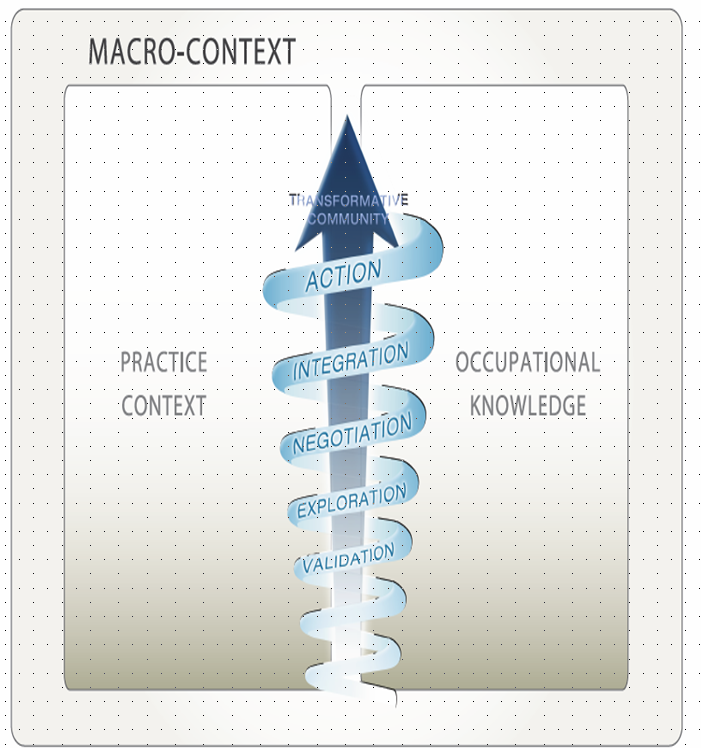 MACRO-CONTEXT
TRANSFORMATIVE
COMMUNITY
ACTION
INTEGRATION
NEGOTIATION
EXPLORATION
VALIDATION
PRACTICE
CONTEXT
OCCUPATIONAL
KNOWLEDGE